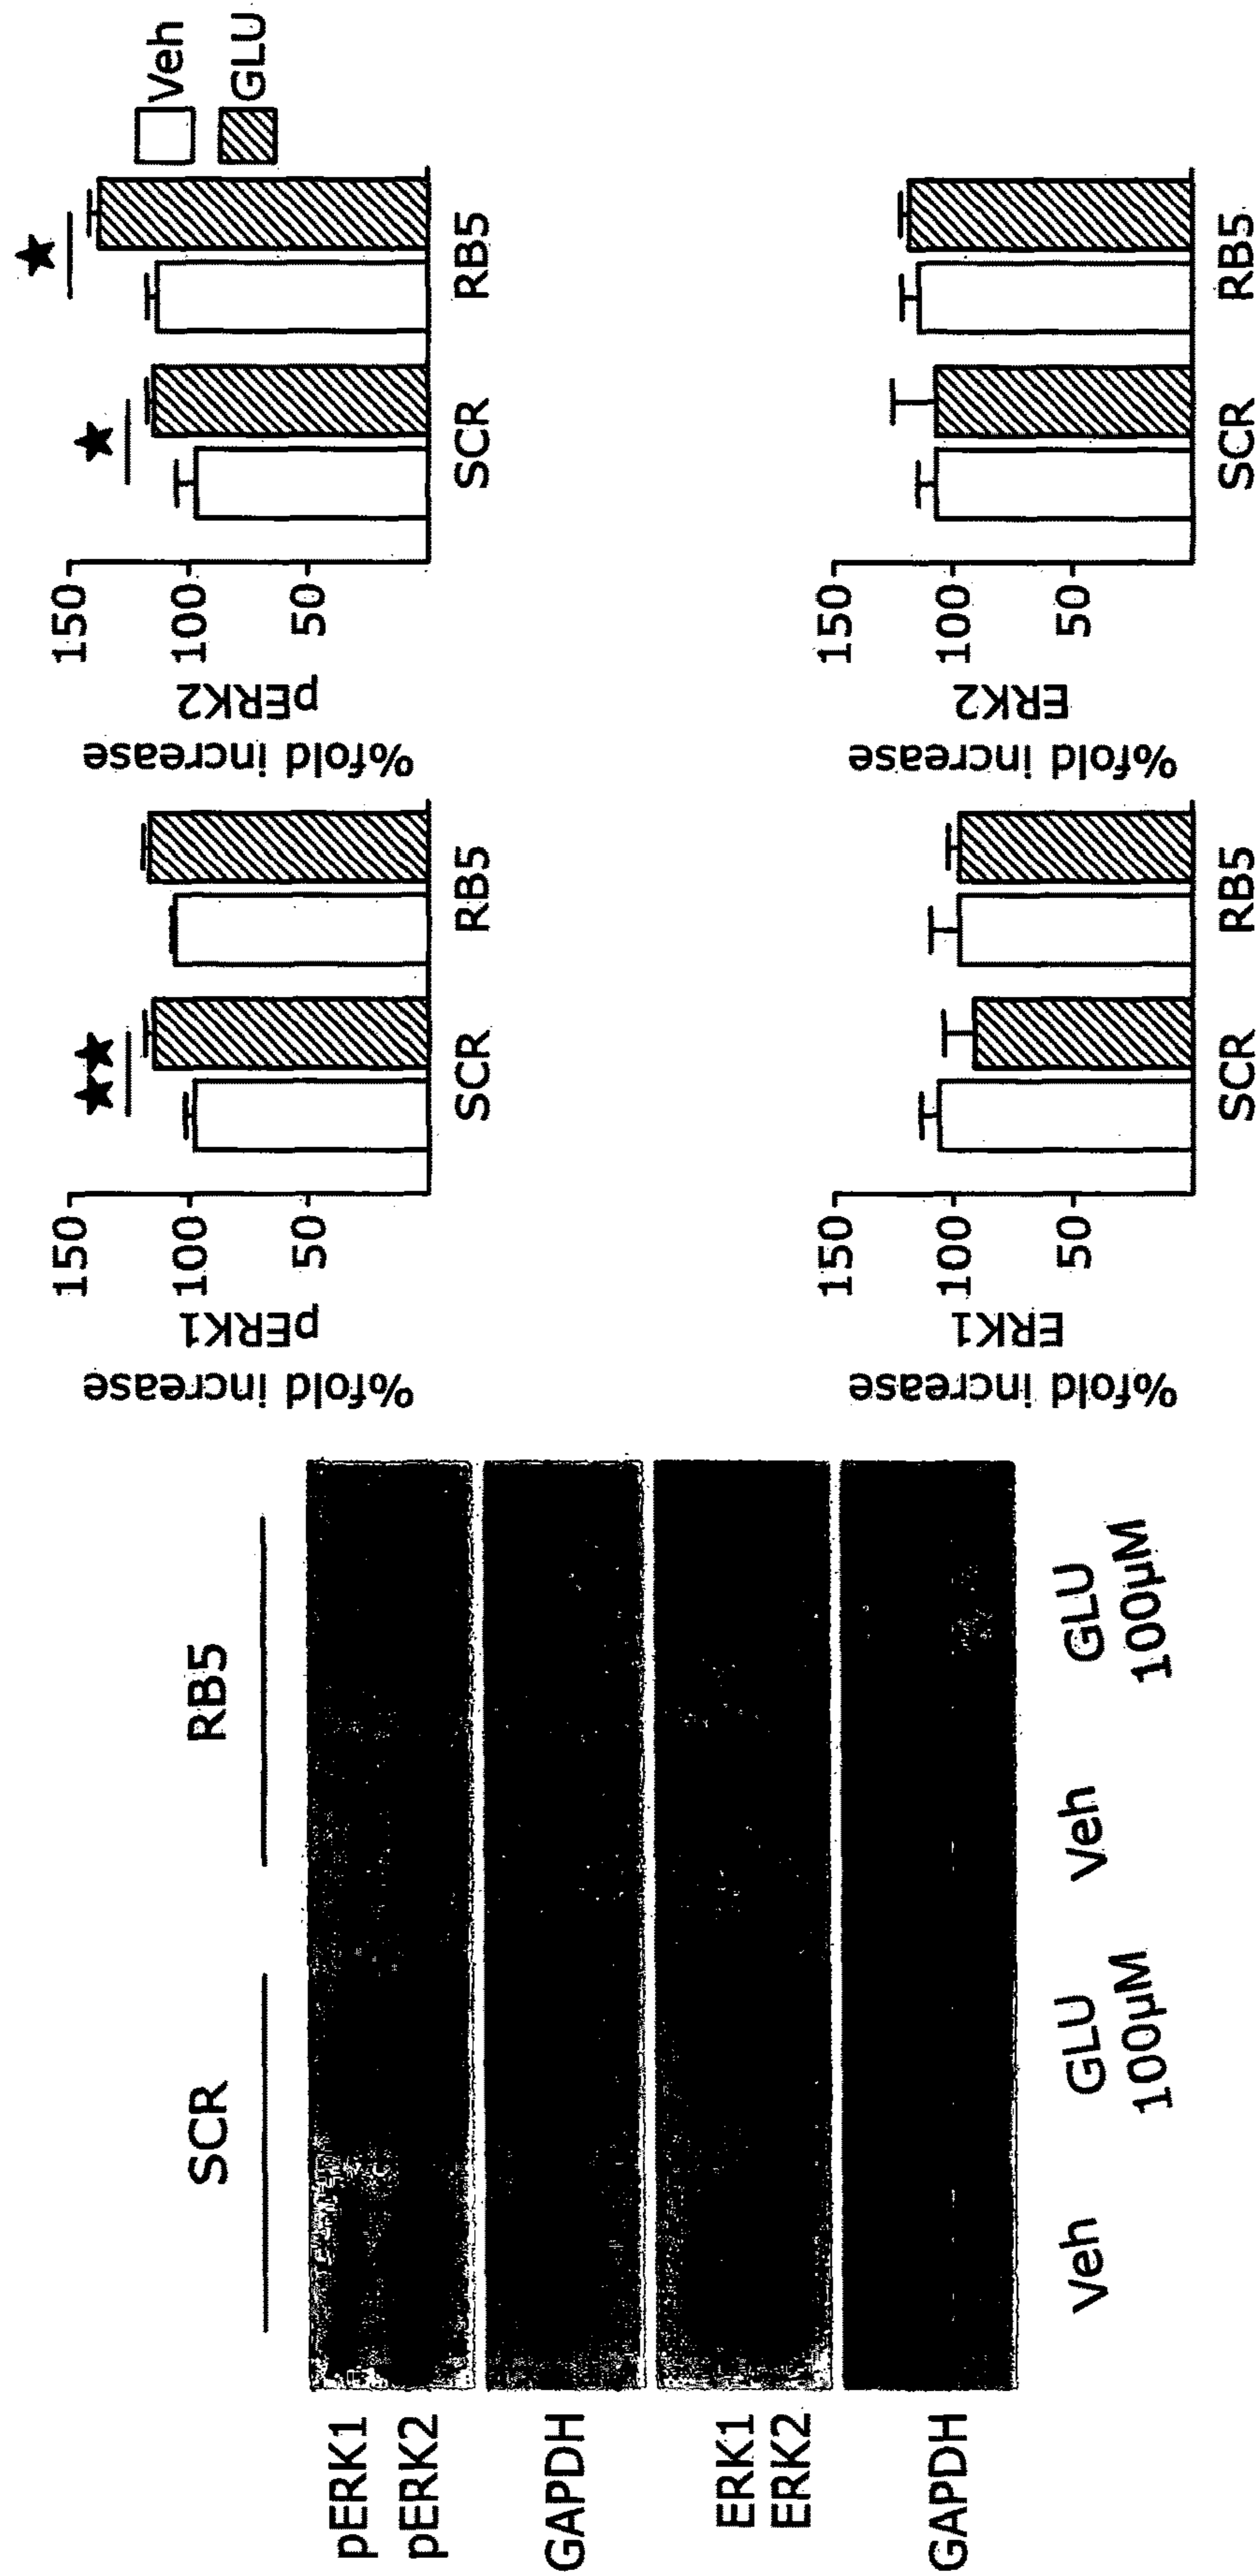 SCR
RB5
pERK1
pERK2
GAPDH
ERK1
ERK2
GAPDH
Veh
GLU
100µM
Veh
GLU
100µM
%fold increase
pERK1
150
100
50
★★
SCR
RB5
%fold increase
pERK2
150
100
50
★
★
SCR
RB5
Veh
GLU
%fold increase
ERK1
150
100
50
SCR
RB5
%fold increase
ERK2
150
100
50
SCR
RB5